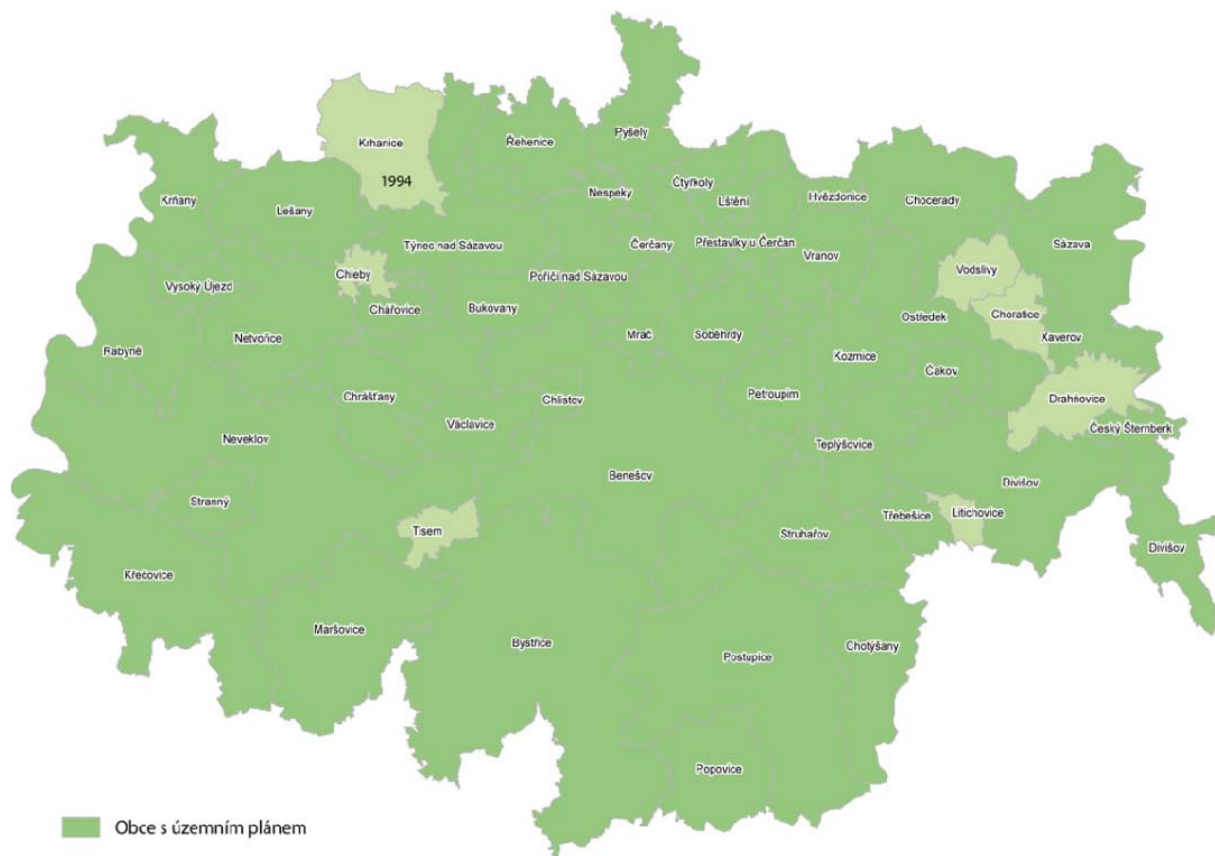 Pyšely
Řehenice
Krhanice
1994
Nespeky
Čtyřkoly
Lštění
Hvězdonice
Chocerady
Krňany
Lešany
Týnec nad Sázavou
Čerčany
Přestavlky u Čerčan
Vranov
Sázava
Vysoký Újezd
Chleby
Poříčí nad Sázavou
Vodslivy
Chářovice
Bukovany
Ostředek
Choratice
Xaverov
Rabyně
Netvořice
Mrač
Soběhrdy
Kozmice
Čakov
Chrášťany
Chlístov
Petroupim
Drahňovice
Neveklov
Václavice
Teplýšovice
Český Šternberk
Benešov
Divišov
Stranný
Tisem
Struhařov
Třebešice
Litichovice
Divišov
Křečovice
Maršovice
Bystřice
Postupice
Chotýšany
Popovice
Obce s územním plánem